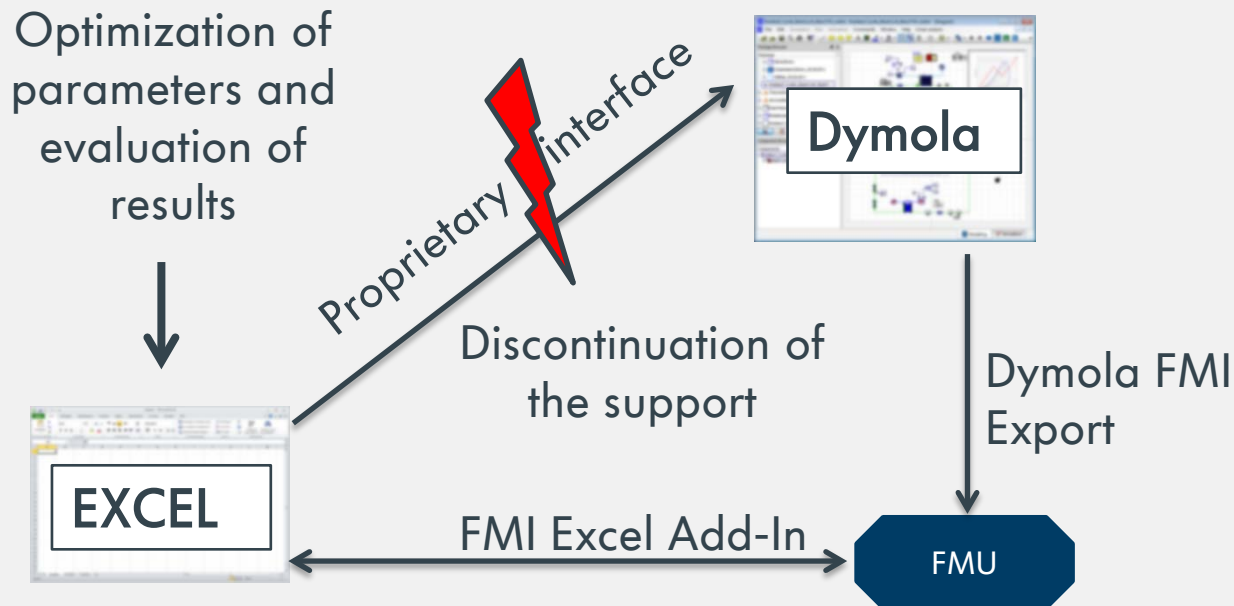 Optimization of
parameters and
evaluation of
results
Proprietary interface
Dymola
Discontinuation of
the support
Dymola FMI
Export
EXCEL
FMI Excel Add-In
FMU